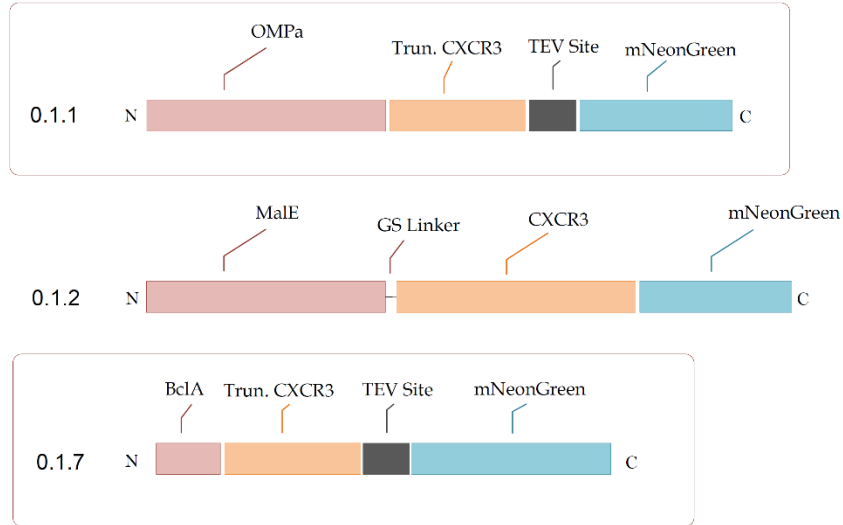 OMPa
Trun. CXCR3
TEV Site
mNeonGreen
0.1.1
N
C
MalE
GS Linker
CXCR3
mNeonGreen
0.1.2
N
C
BclA
Trun. CXCR3
TEV Site
mNeonGreen
0.1.7
N
C